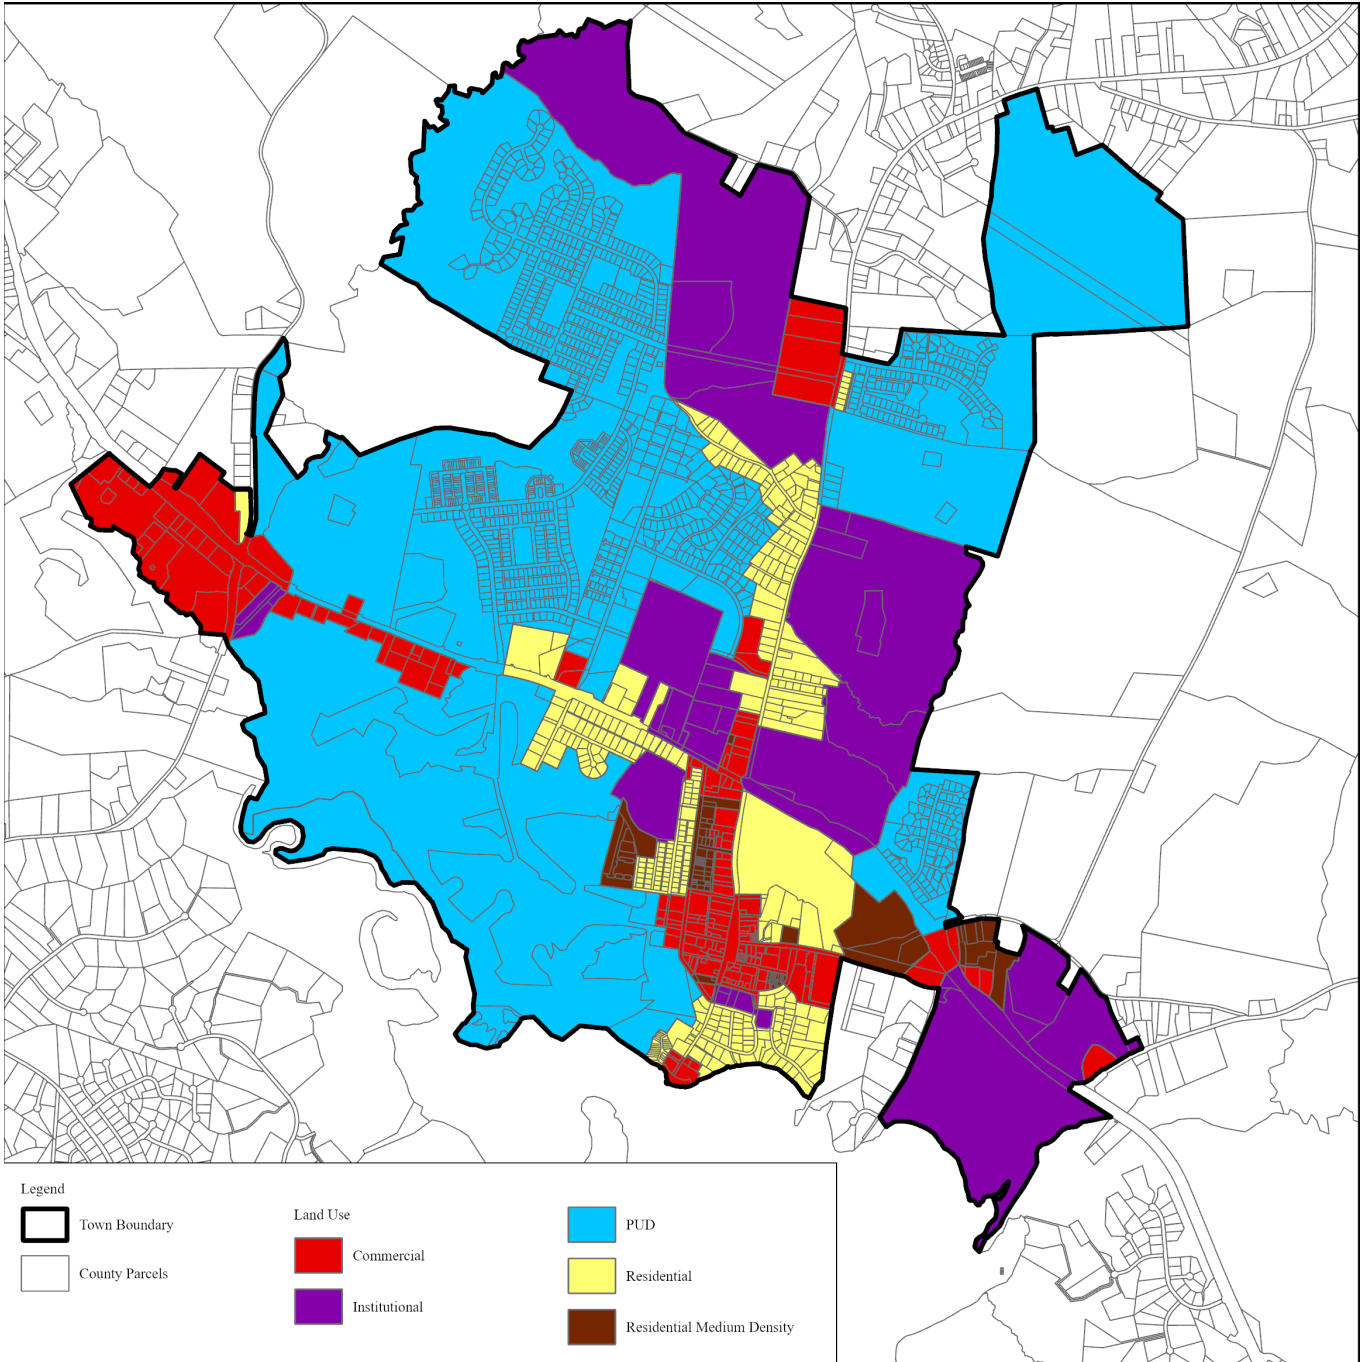 Legend
Town Boundary
County Parcels
Land Use
Commercial
Institutional
PUD
Residential
Residential Medium Density